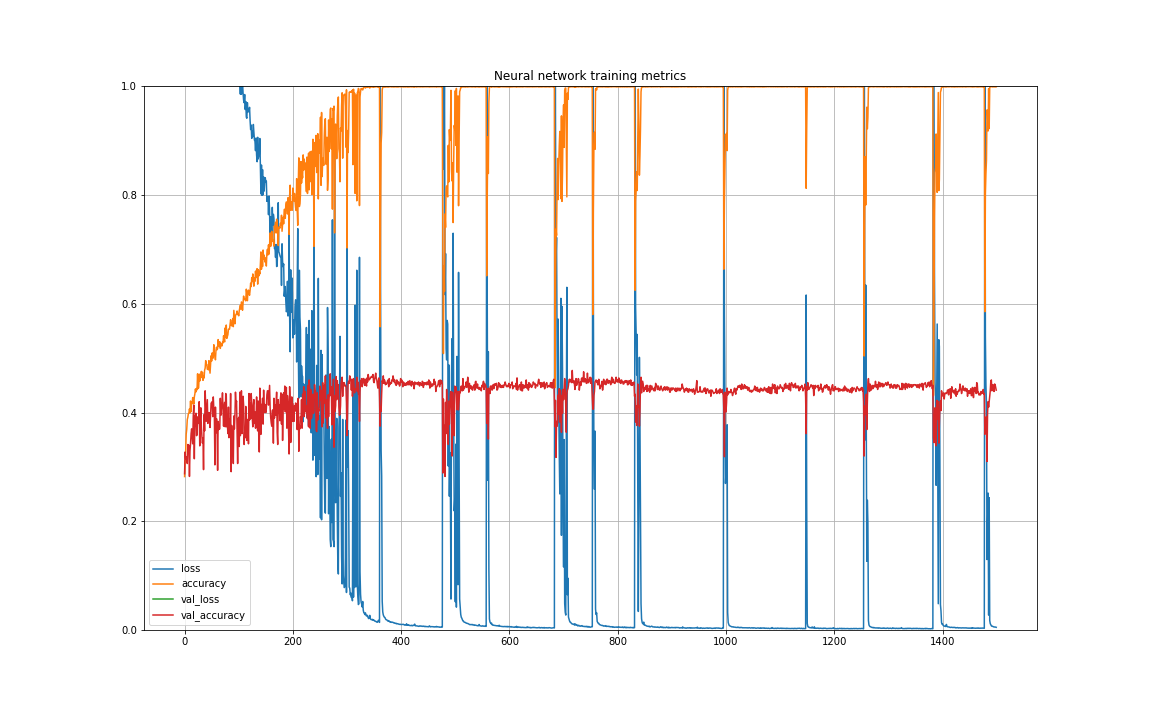 Neural network training metrics
1.0
0.8
0.6
0.4
0.2
0.0
loss
accuracy
val_loss
val_accuracy
0 200 400 600 800 1000 1200 1400